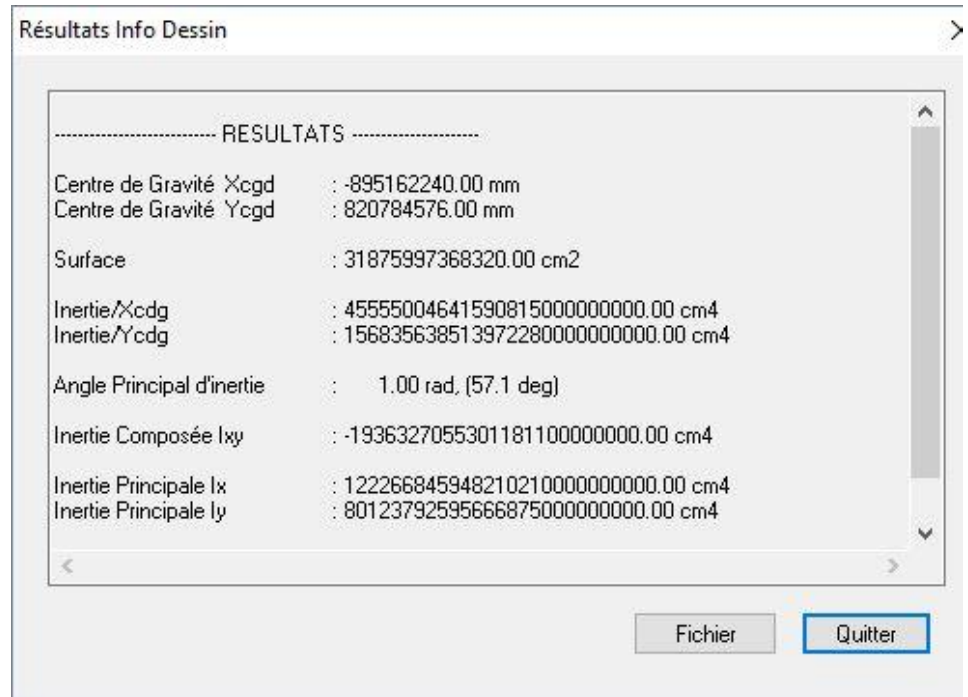 Résultats Info Dessin
---------------------------- RESULTATS ----------------------
Centre de Gravité Xcgd : -895162240.00 mm
Centre de Gravité Ycgd : 820784576.00 mm
Surface : 31875997368320.00 cm2
Inertie/Xcdg : 45555004641590815000000000.00 cm4
Inertie/Ycdg : 156835638513972280000000000.00 cm4
Angle Principal d'inertie : 1.00 rad, (57.1 deg)
Inertie Composée Ixy : -19363270553011811000000000.00 cm4
Inertie Principale Ix : 122266845948210210000000000.00 cm4
Inertie Principale Iy : 80123792595666875000000000.00 cm4
Fichier
Quitter